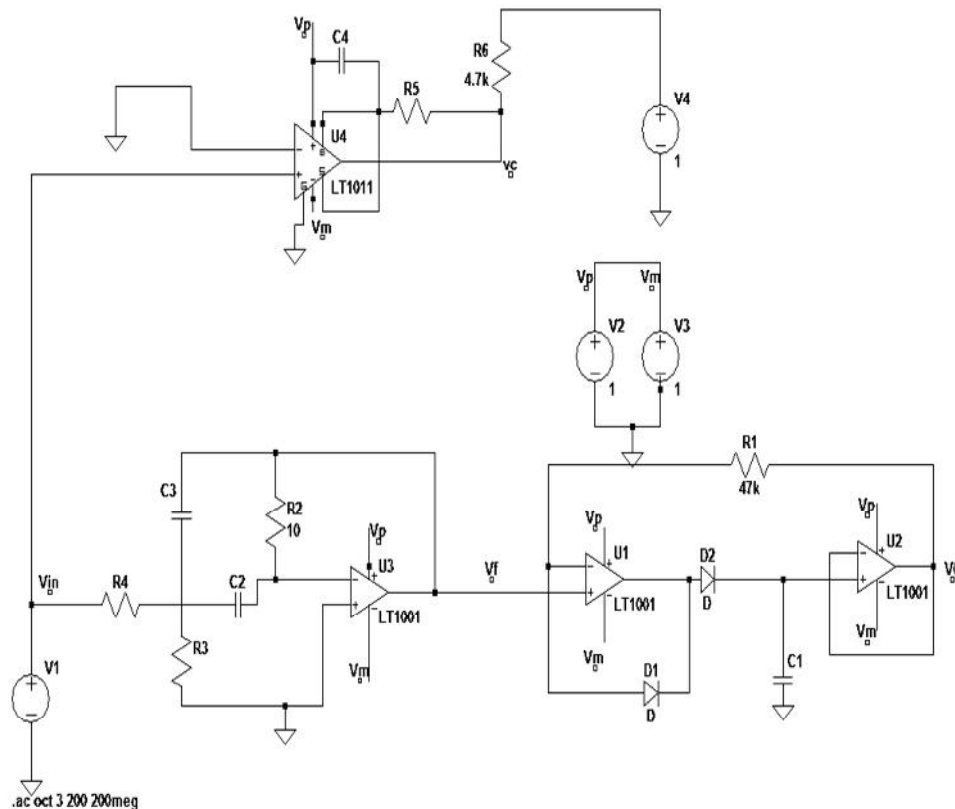 Vp
C4
R6
4.7k
R5
V4
1
U4
LT1011
vc
Vm
Vp
Vm
V2
1
V3
1
R1
47k
C3
R2
10
Vp
U3
Vf
Vp
U1
D2
D
Vp
U2
Vin
R4
C2
LT1001
LT1001
LT1001
R3
Vm
Vm
Vm
V1
D1
D
C1
.ac oct 3 200 200meg